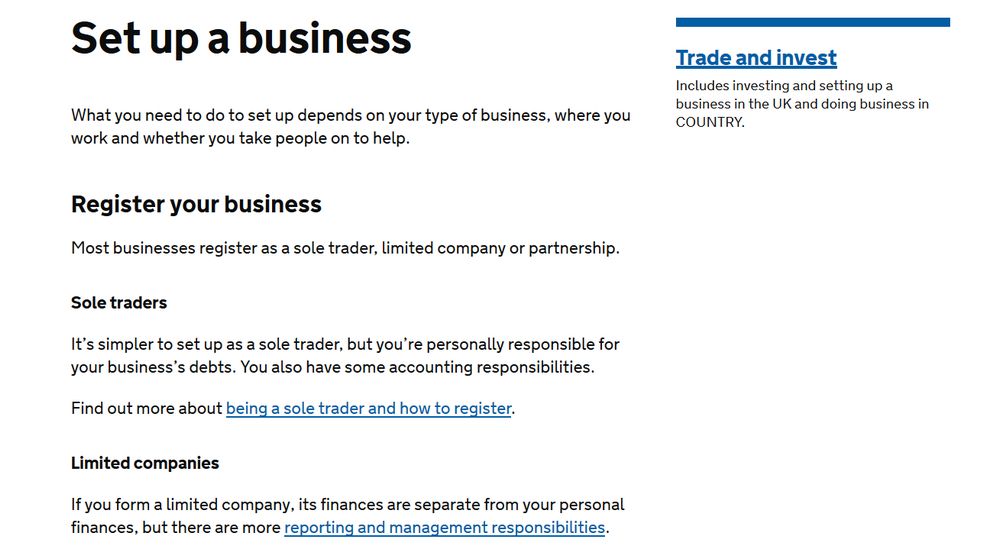 Set up a business
What you need to do to set up depends on your type of business, where you
work and whether you take people on to help.
Register your business
Most businesses register as a sole trader, limited company or partnership.
Sole traders
It’s simpler to set up as a sole trader, but you’re personally responsible for
your business’s debts. You also have some accounting responsibilities.
Find out more about being a sole trader and how to register.
Limited companies
If you form a limited company, its finances are separate from your personal
finances, but there are more reporting and management responsibilities.
Trade and invest
Includes investing and setting up a
business in the UK and doing business in
COUNTRY.